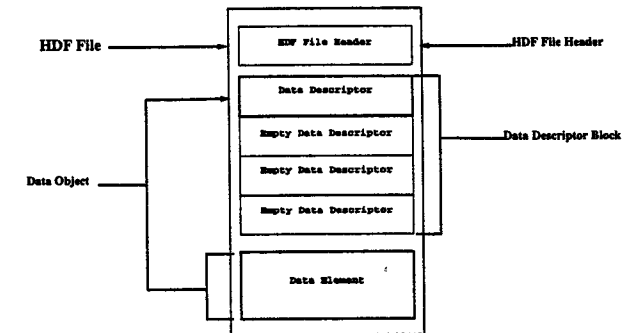 HDF File
HDF File Header
HDF File Header
Data Descriptor
Empty Data Descriptor
Data Descriptor Block
Empty Data Descriptor
Data Object
Empty Data Descriptor
Data Element